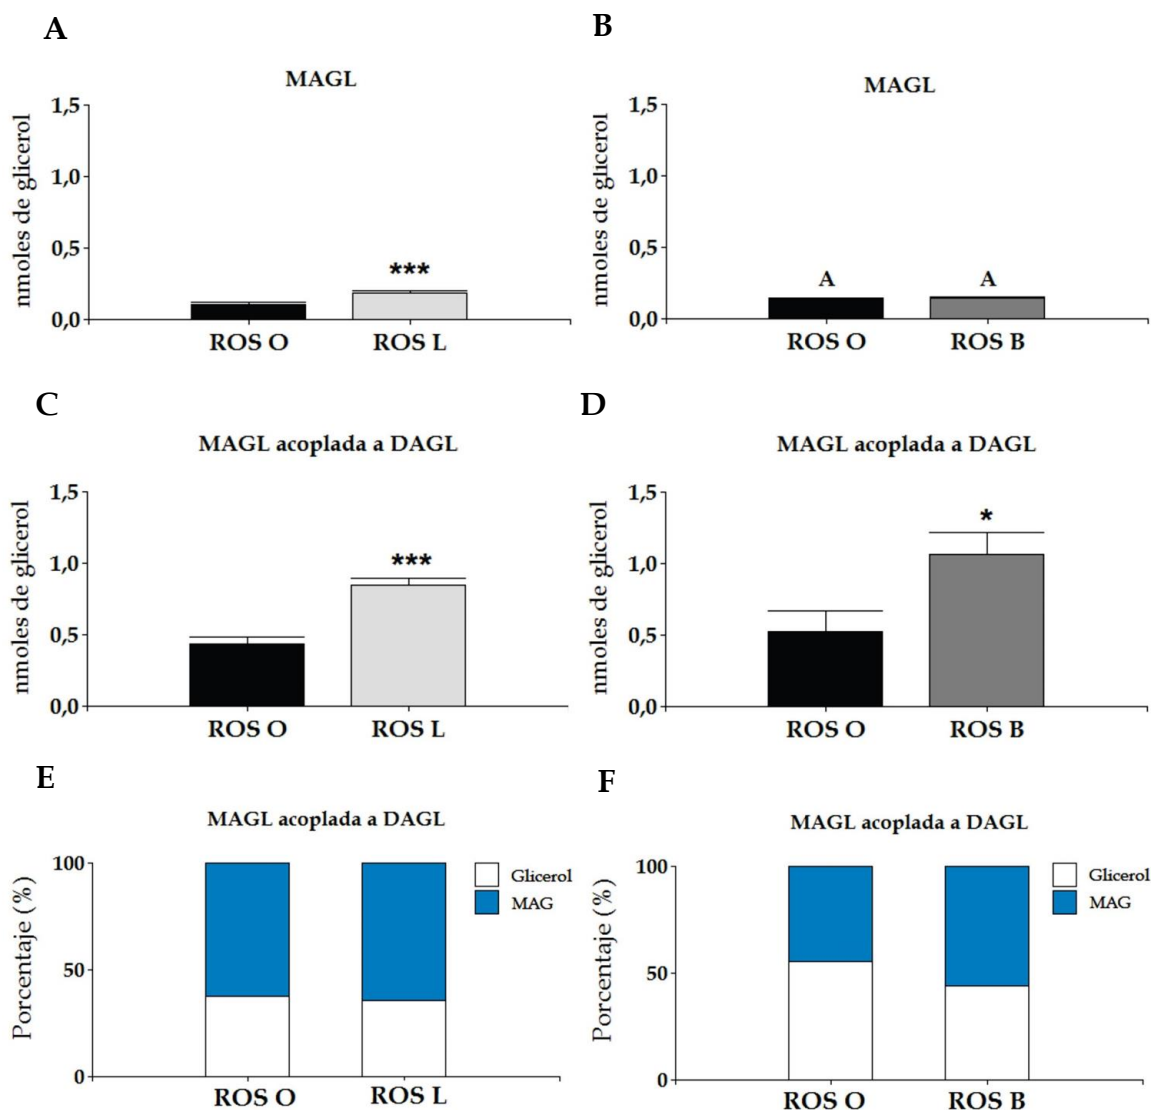 A
MAGL
nmoles de glicerol
1,5
1,0
0,5
0,0
***
ROS O
ROS L
B
MAGL
nmoles de glicerol
1,5
1,0
0,5
0,0
A
A
ROS O
ROS B
C
MAGL acoplada a DAGL
nmoles de glicerol
1,5
1,0
0,5
0,0
***
ROS O
ROS L
D
MAGL acoplada a DAGL
nmoles de glicerol
1,5
1,0
0,5
0,0
*
ROS O
ROS B
E
MAGL acoplada a DAGL
Porcentaje (%)
100
50
0
Glicerol
MAG
ROS O
ROS L
F
MAGL acoplada a DAGL
Porcentaje (%)
100
50
0
Glicerol
MAG
ROS O
ROS B